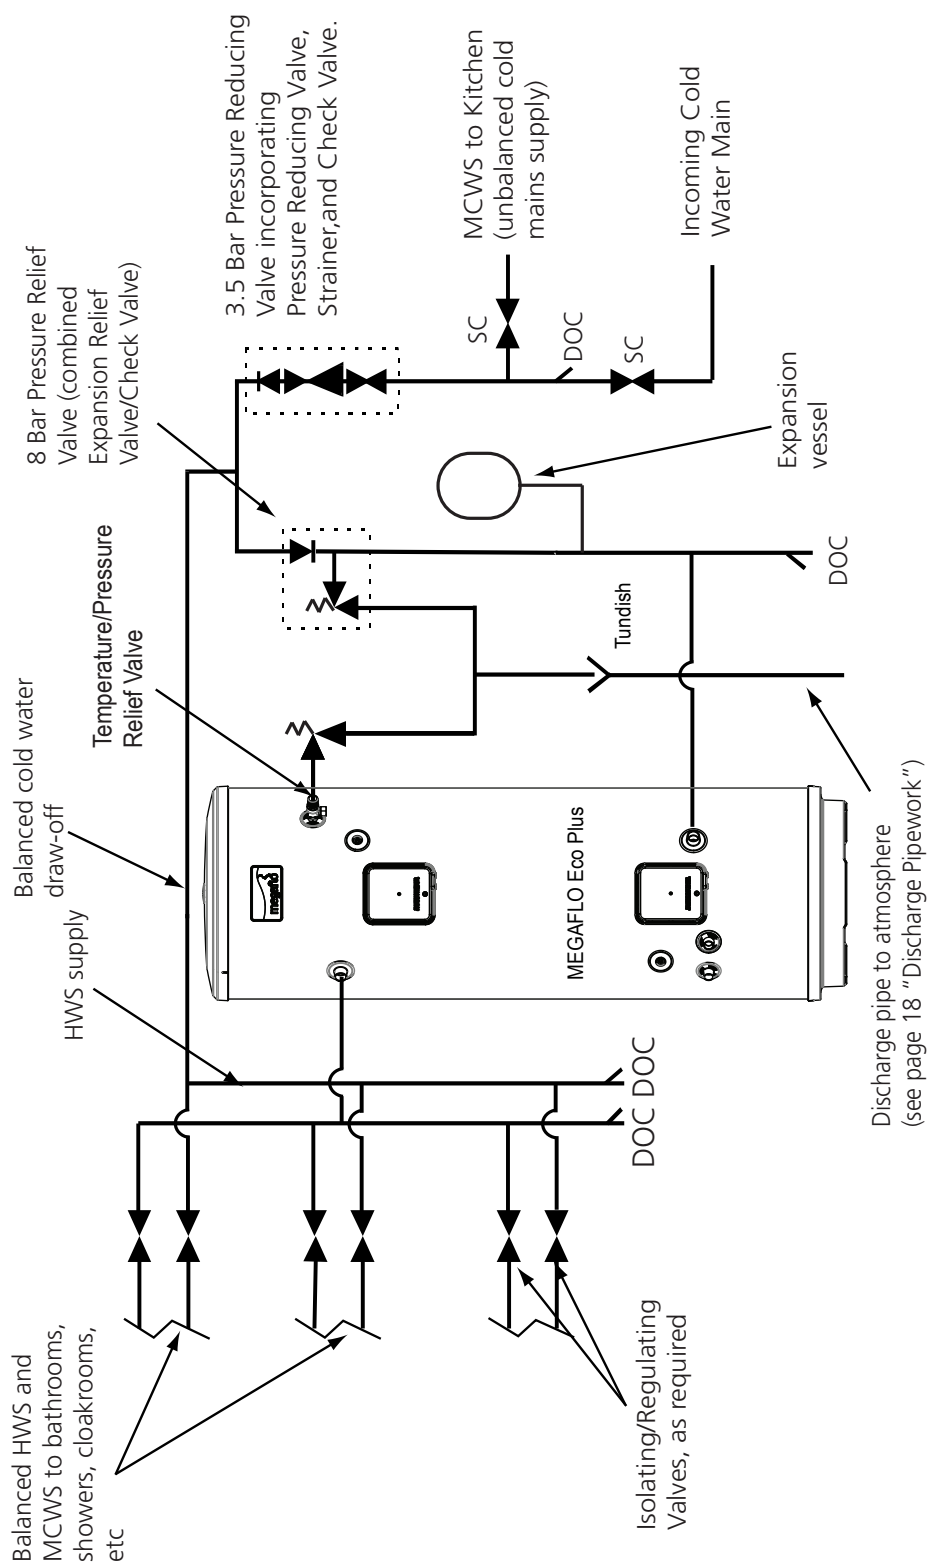 Balanced HWS and
MCWS to bathrooms,
showers, cloakrooms,
etc
HWS supply
Balanced cold water
draw-off
Temperature/Pressure
Relief Valve
8 Bar Pressure Relief
Valve (combined
Expansion Relief
Valve/Check Valve)
3.5 Bar Pressure Reducing
Valve incorporating
Pressure Reducing Valve,
Strainer,and Check Valve.
MCWS to Kitchen
(unbalanced cold
mains supply)
Incoming Cold
Water Main
SC
DOC
SC
Expansion
vessel
DOC
Tundish
megaflo
MEGAFLO Eco Plus
DOC
DOC
Isolating/Regulating
Valves, as required
Discharge pipe to atmosphere
(see page 18 "Discharge Pipework")